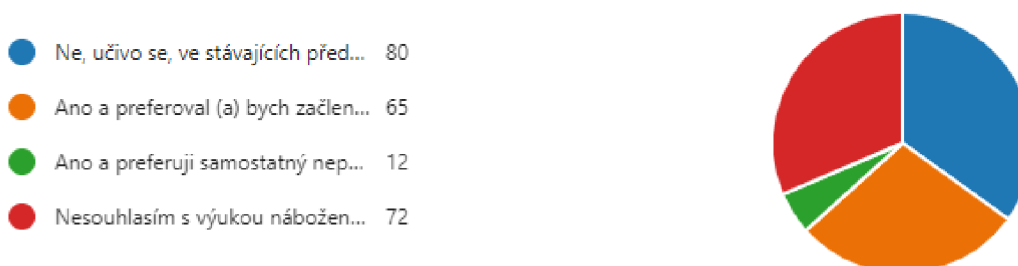 Ne, učivo se, ve stávajících před... 80
Ano a preferoval (a) bych začlen... 65
Ano a preferuji samostatný nep... 12
Nesouhlasím s výukou nábožen... 72